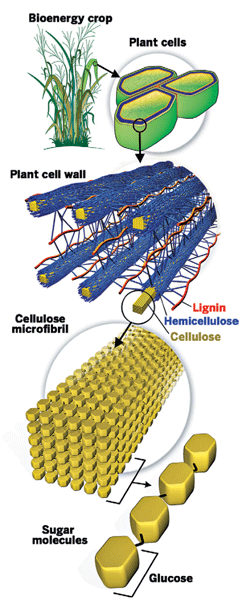 Bioenergy crop
Plant cells
Plant cell wall
Lignin
Hemicellulose
Cellulose
Cellulose
microfibril
Sugar
molecules
Glucose